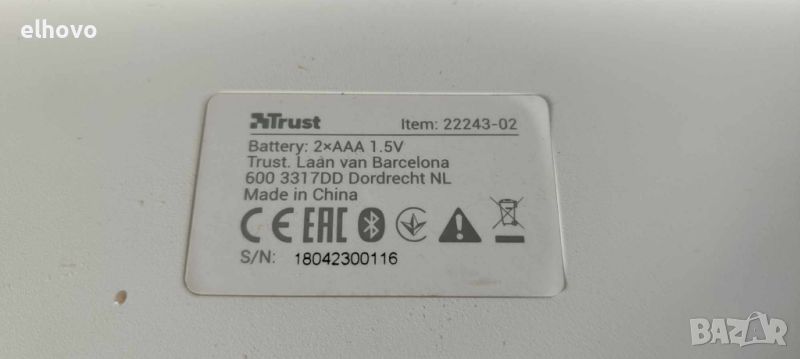 elhovo
Trust Item: 22243-02
Battery: 2×AAA 1.5V
Trust. Laan van Barcelona
600 3317DD Dordrecht NL
Made in China
CE EAC
S/N: 18042300116
BAZAR